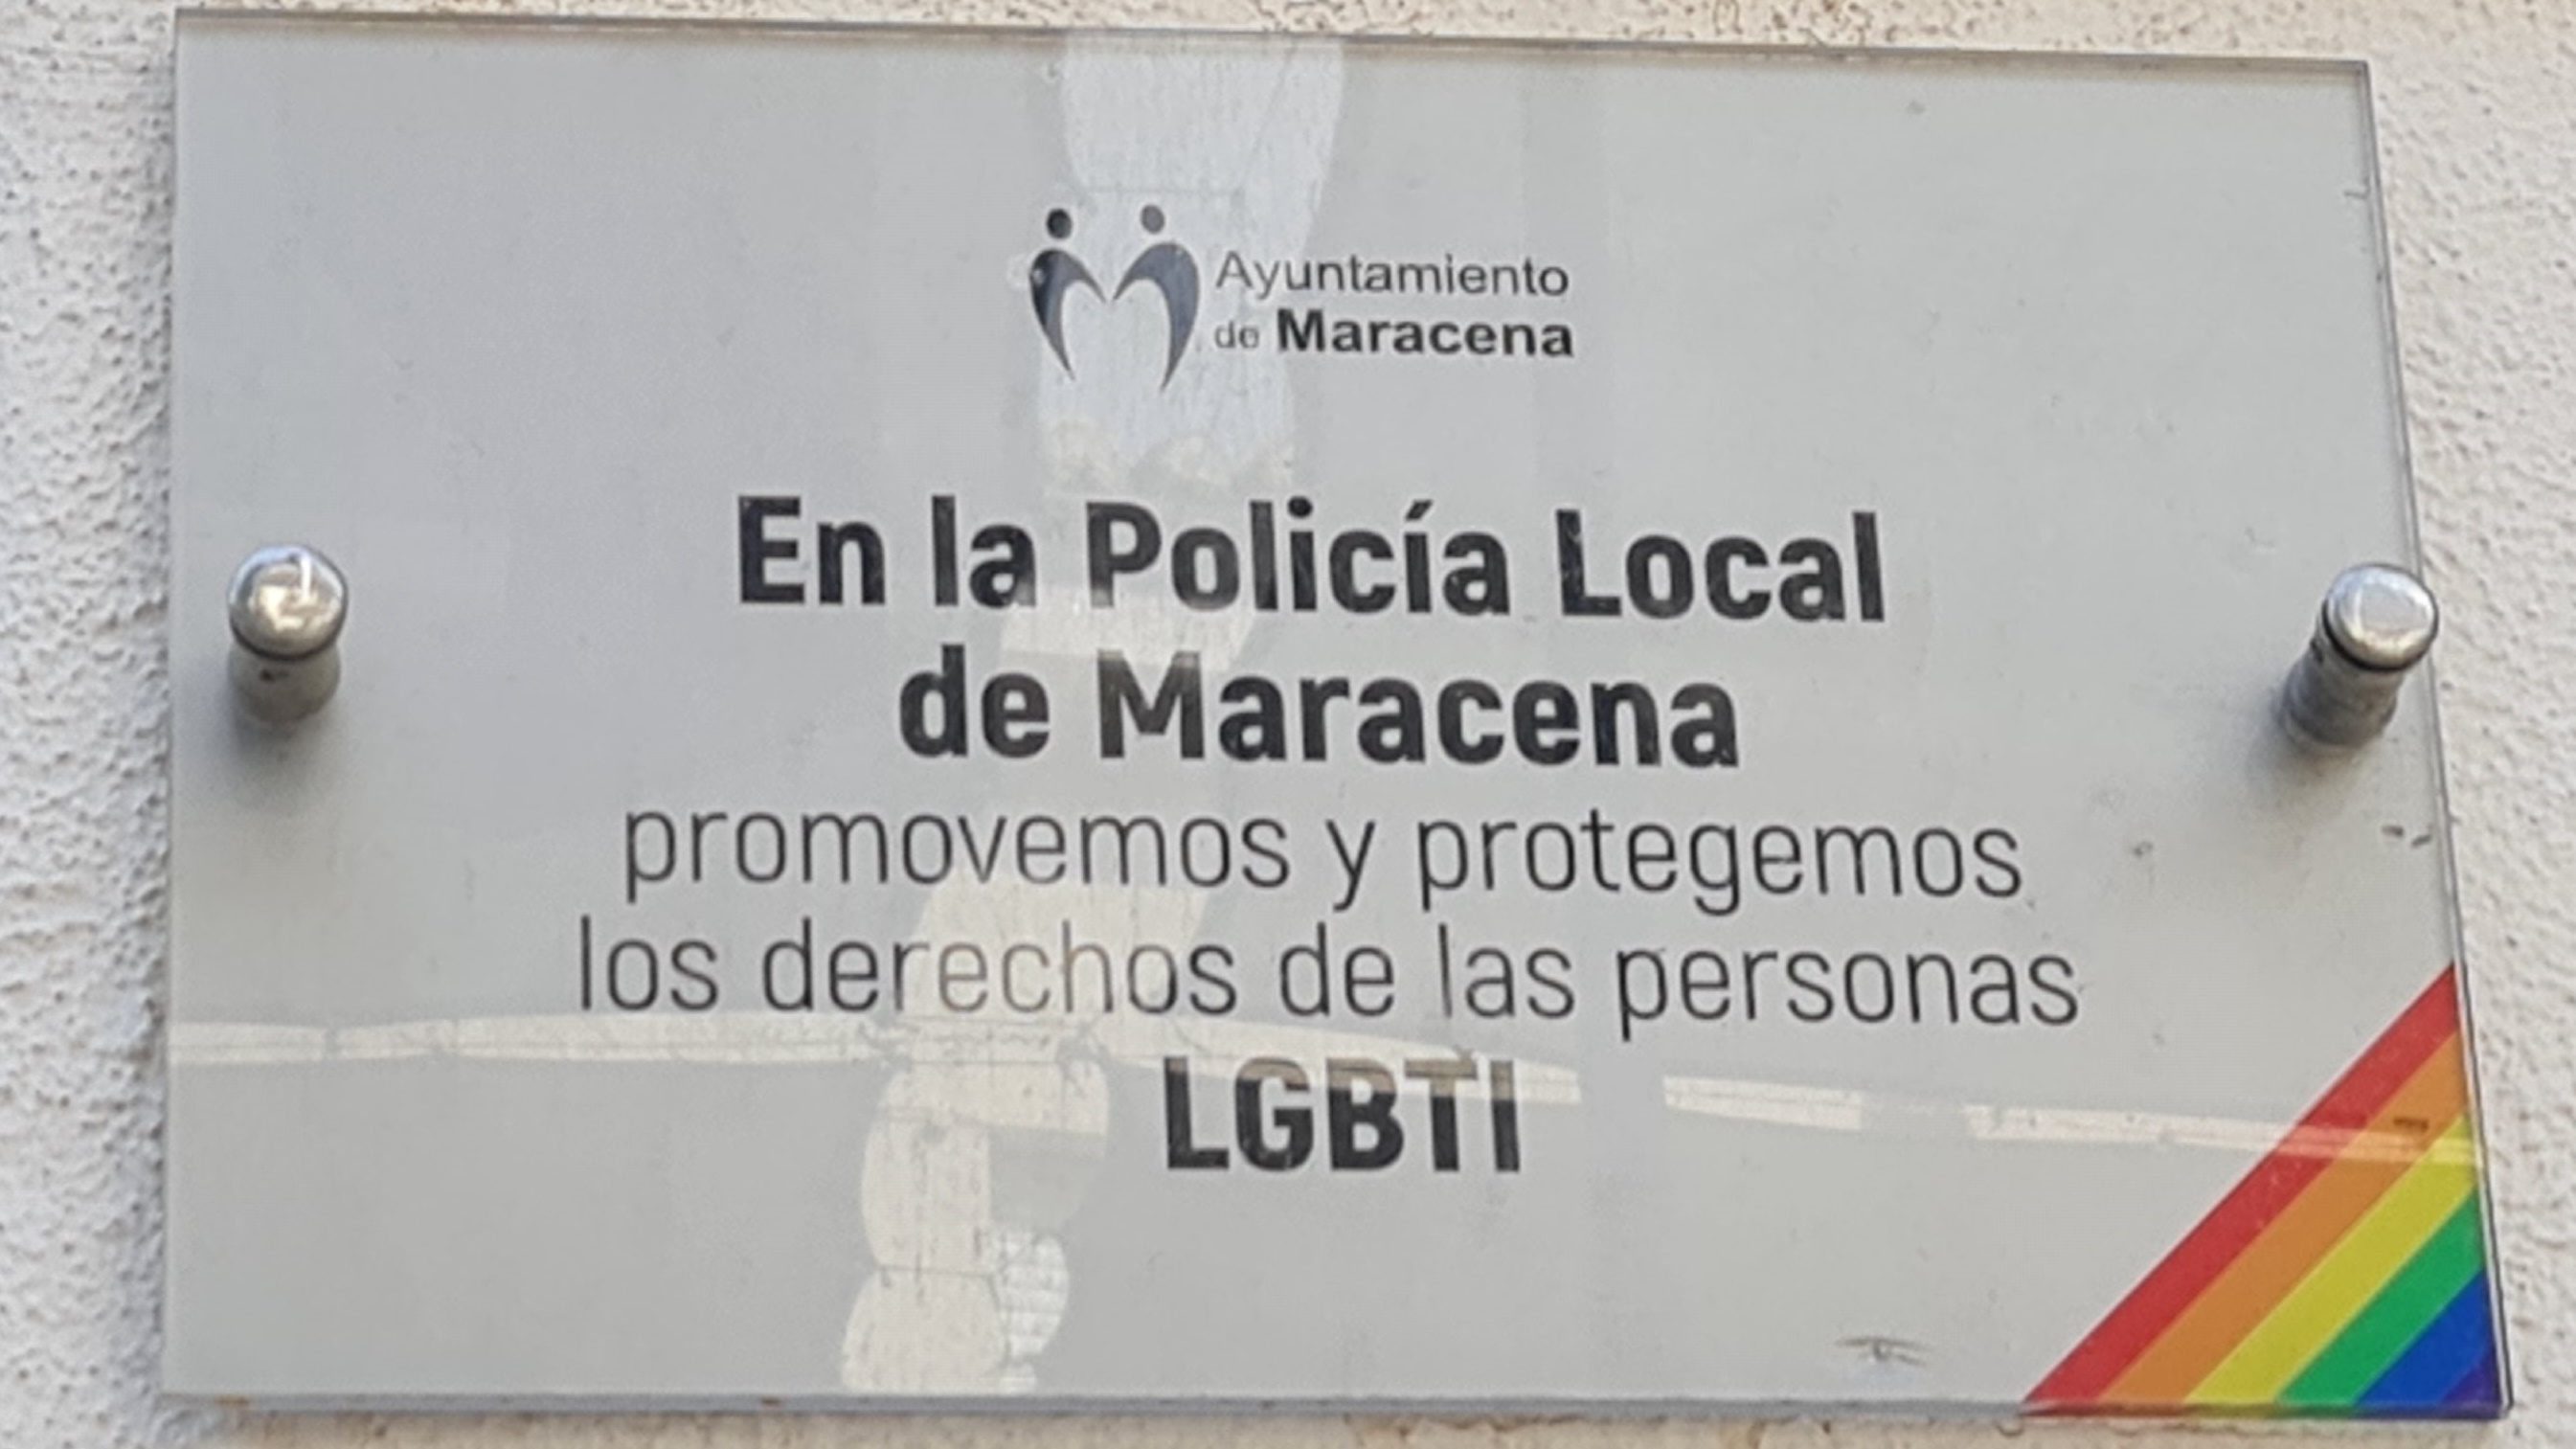 Ayuntamiento
de Maracena
En la Policía Local
de Maracena
promovemos y protegemos
los derechos de las personas
LGBTI